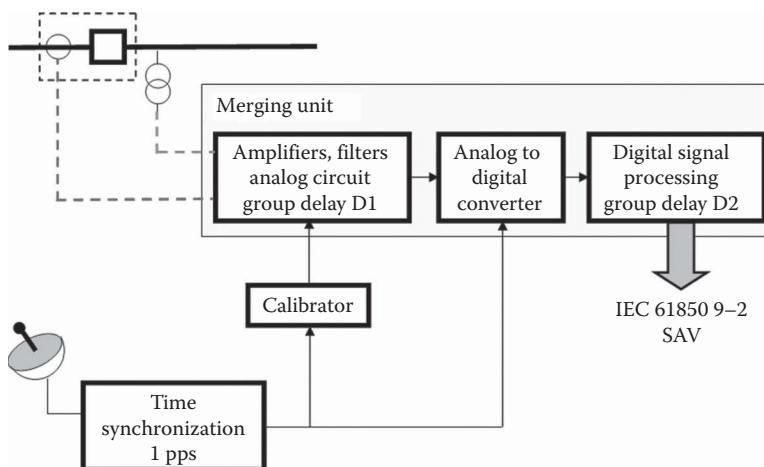 Merging unit
Amplifiers, filters
analog circuit
group delay D1
Analog to
digital
converter
Digital signal
processing
group delay D2
Calibrator
IEC 61850 9–2
SAV
Time
synchronization
1 pps